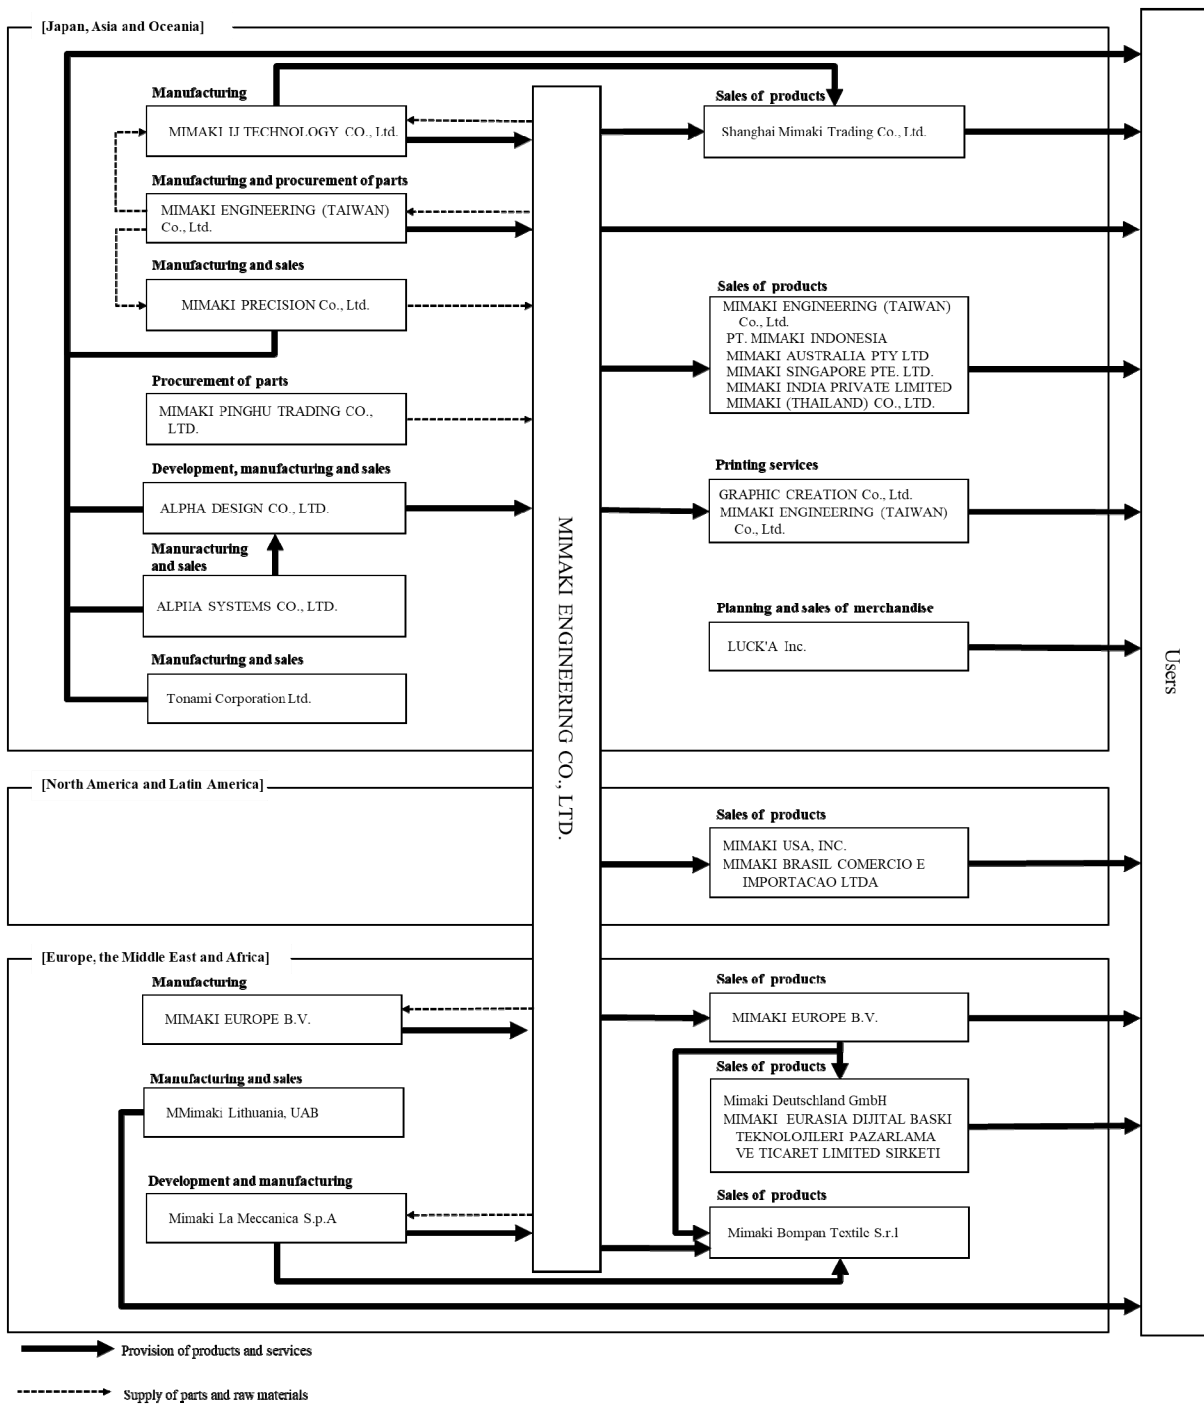 [Japan, Asia and Oceania]
Manufacturing
MIMAKI IJ TECHNOLOGY CO., Ltd.
Manufacturing and procurement of parts
MIMAKI ENGINEERING (TAIWAN)
Co., Ltd.
Manufacturing and sales
MIMAKI PRECISION Co., Ltd.
Procurement of parts
MIMAKI PINGHU TRADING CO.,
LTD.
Development, manufacturing and sales
ALPHA DESIGN CO., LTD.
Manuracturing
and sales
ALPHA SYSTEMS CO., LTD.
Manufacturing and sales
Tonami Corporation Ltd.
MIMAKI ENGINEERING CO., LTD.
Sales of products
Shanghai Mimaki Trading Co., Ltd.
Sales of products
MIMAKI ENGINEERING (TAIWAN)
Co., Ltd.
PT. MIMAKI INDONESIA
MIMAKI AUSTRALIA PTY LTD
MIMAKI SINGAPORE PTE. LTD.
MIMAKI INDIA PRIVATE LIMITED
MIMAKI (THAILAND) CO., LTD.
Printing services
GRAPHIC CREATION Co., Ltd.
MIMAKI ENGINEERING (TAIWAN)
Co., Ltd.
Planning and sales of merchandise
LUCK'A Inc.
Users
[North America and Latin America]
Sales of products
MIMAKI USA, INC.
MIMAKI BRASIL COMERCIO E
IMPORTACAO LTDA
[Europe, the Middle East and Africa]
Manufacturing
MIMAKI EUROPE B.V.
Manufacturing and sales
MMimaki Lithuania, UAB
Development and manufacturing
Mimaki La Meccanica S.p.A
Sales of products
MIMAKI EUROPE B.V.
Sales of products
Mimaki Deutschland GmbH
MIMAKI EURASIA DIJITAL BASKI
TEKNOLOJILERI PAZARLAMA
VE TICARET LIMITED SIRKETI
Sales of products
Mimaki Bompan Textile S.r.l
Provision of products and services
Supply of parts and raw materials